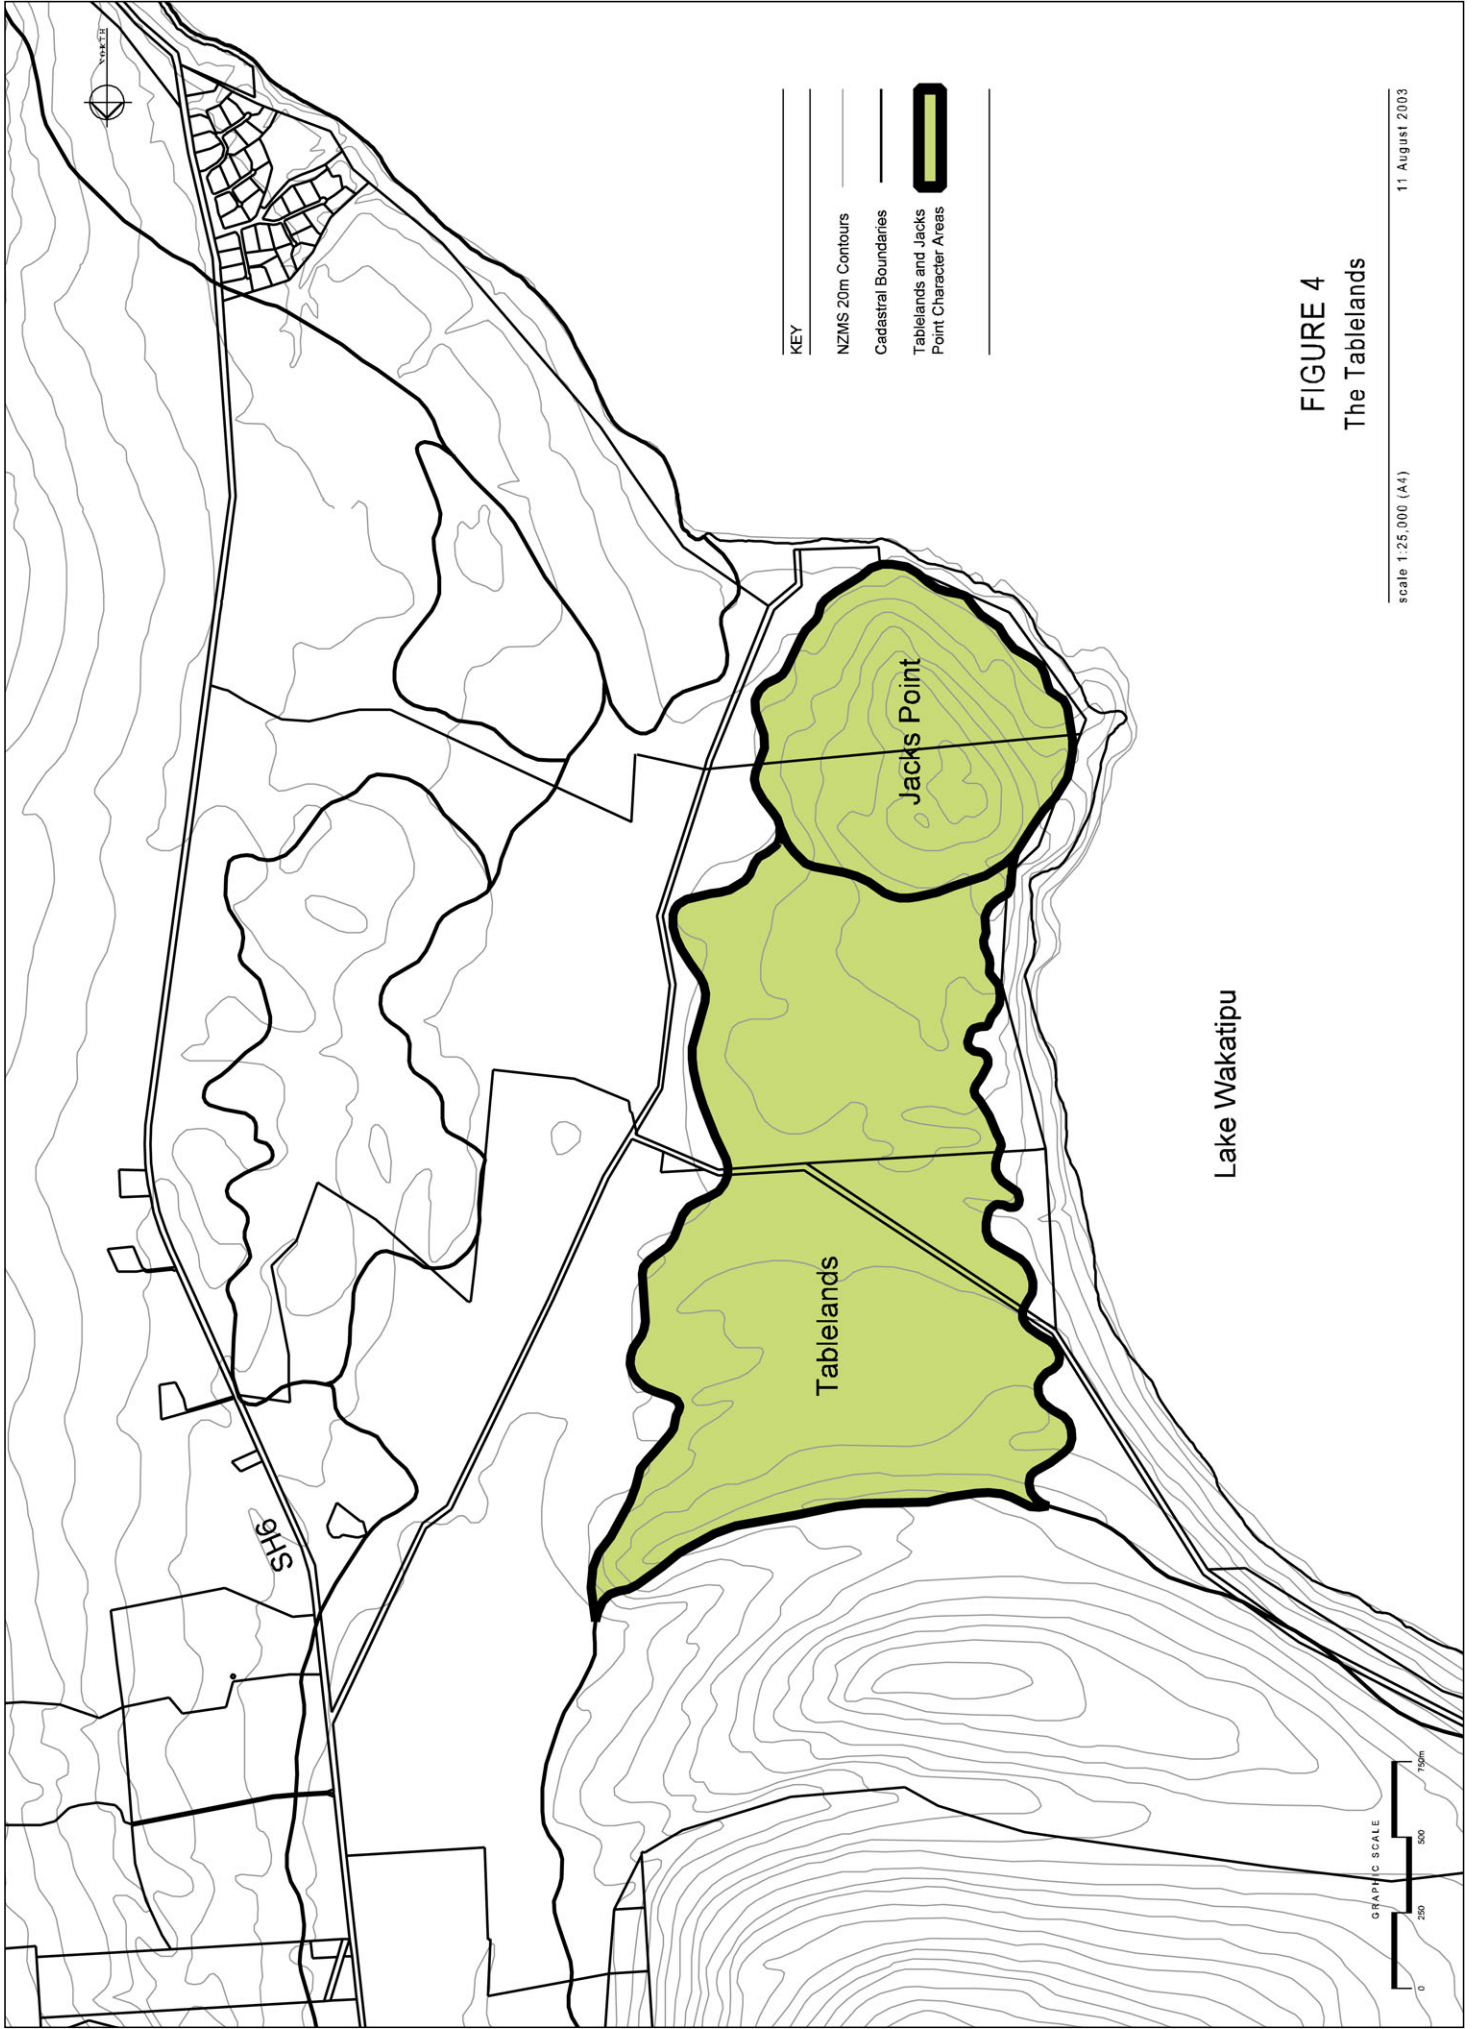 NORTH
KEY
NZMS 20m Contours
Cadastral Boundaries
Tablelands and Jacks
Point Character Areas
FIGURE 4
The Tablelands
scale 1:25,000 (A4)
11 August 2003
Jacks Point
Tablelands
Lake Wakatipu
SH6
GRAPHIC SCALE
0 250 500 750m